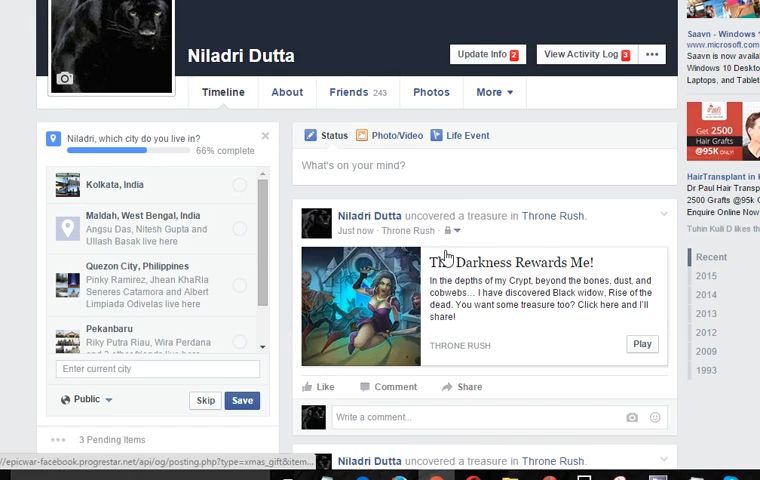 Niladri Dutta
Update Info 2
View Activity Log 3
Timeline
About
Friends 243
Photos
More
Saavn - Windows 1
www.microsoft.com
Saavn is now availa
Windows 10 Deskto
Laptops, and Tablet
Get
2500
Hair Grafts
@95K ONLY!
HairTransplant in K
Dr Paul Hair Transp
2500 Grafts @95k C
Enquire Online Now
Tuhin Kulli D likes th
Recent
2015
2014
2013
2012
2009
1993
Niladri, which city do you live in?
66% complete
Kolkata, India
Maldah, West Bengal, India
Angsu Das, Nitesh Gupta and
Ullash Basak live here
Quezon City, Philippines
Pinky Ramirez, Jhean KhaRla
Seneres Catamora and Albert
Limpiada Odivelas live here
Pekanbaru
Riky Putra Riau, Wira Perdana
Enter current city
Public
Skip
Save
3 Pending Items
Status
Photo/Video
Life Event
What's on your mind?
Niladri Dutta uncovered a treasure in Throne Rush.
Just now · Throne Rush ·
Darkness Rewards Me!
In the depths of my Crypt, beyond the bones, dust, and
cobwebs... I have discovered Black widow, Rise of the
dead. You want some treasure too? Click here and I'll
share!
THRONE RUSH
Play
Like
Comment
Share
Write a comment...
Niladri Dutta uncovered a treasure in Throne Rush.
//epicwar-facebook.progrestar.net/api/og/posting.php?type=xmas_gift&item...